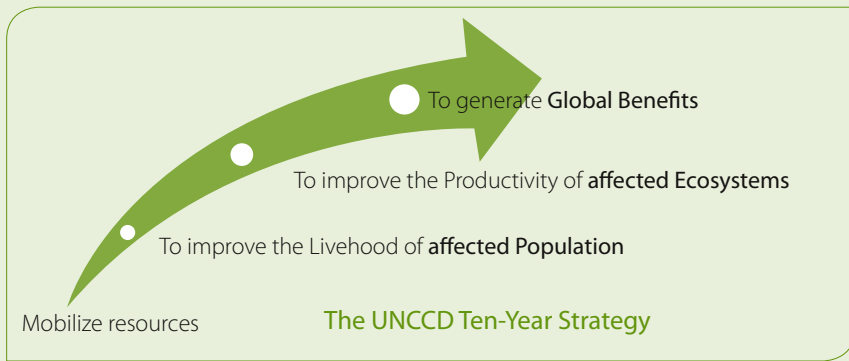 To generate Global Benefits
To improve the Productivity of affected Ecosystems
To improve the Livehood of affected Population
Mobilize resources
The UNCCD Ten-Year Strategy